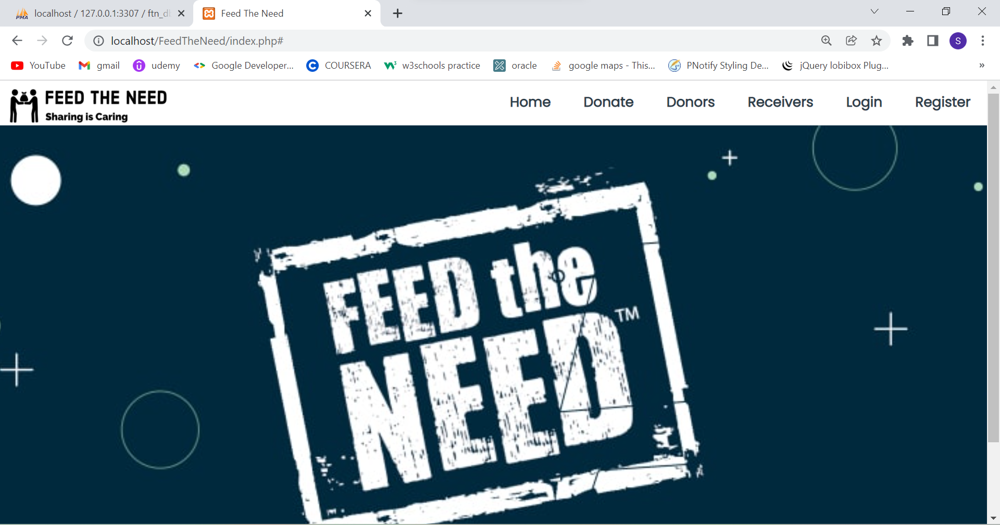 localhost / 127.0.0.1:3307 / ftn_d
Feed The Need
localhost/FeedTheNeed/index.php#
S
YouTube
gmail
udemy
Google Developer...
COURSERA
w3schools practice
oracle
google maps - This...
PNotify Styling De...
jQuery lobibox Plug...
»
FEED THE NEED
Sharing is Caring
Home
Donate
Donors
Receivers
Login
Register
FEED the
NEED™